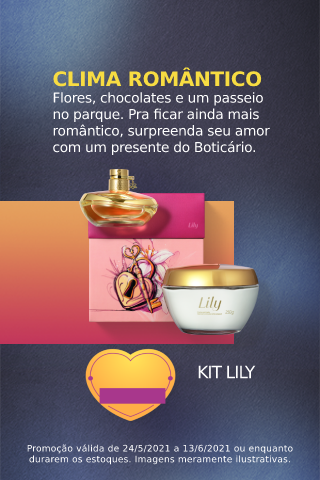 CLIMA ROMÂNTICO
Flores, chocolates e um passeio
no parque. Pra ficar ainda mais
romântico, surpreenda seu amor
com um presente do Boticário.
Lily
Lily
KIT LILY
Promoção válida de 24/5/2021 a 13/6/2021 ou enquanto
durarem os estoques. Imagens meramente ilustrativas.